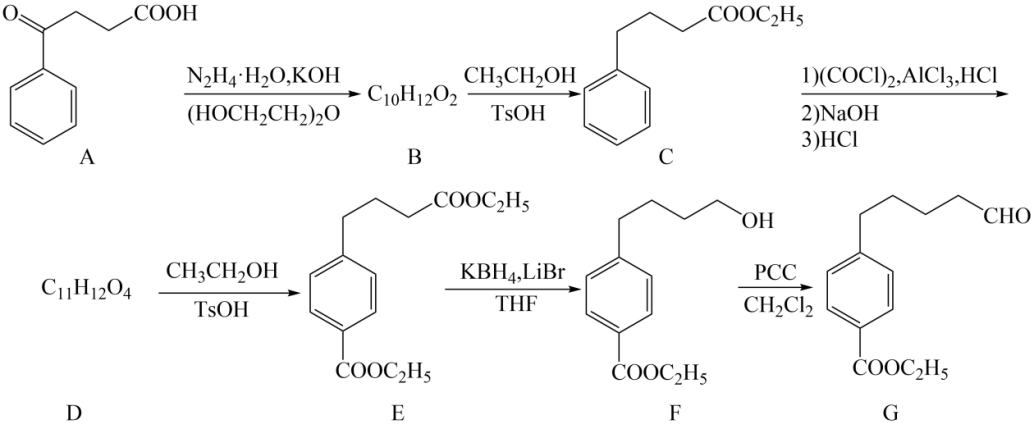 O
COOH
N₂H₄·H₂O,KOH
(HOCH₂CH₂)₂O
A
C₁₀H₁₂O₂
B
CH₃CH₂OH
TsOH
COOC₂H₅
C
1)(COCl)₂,AlCl₃,HCl
2)NaOH
3)HCl
C₁₁H₁₂O₄
D
CH₃CH₂OH
TsOH
COOC₂H₅
COOC₂H₅
E
KBH₄,LiBr
THF
OH
COOC₂H₅
F
PCC
CH₂Cl₂
CHO
COOC₂H₅
G